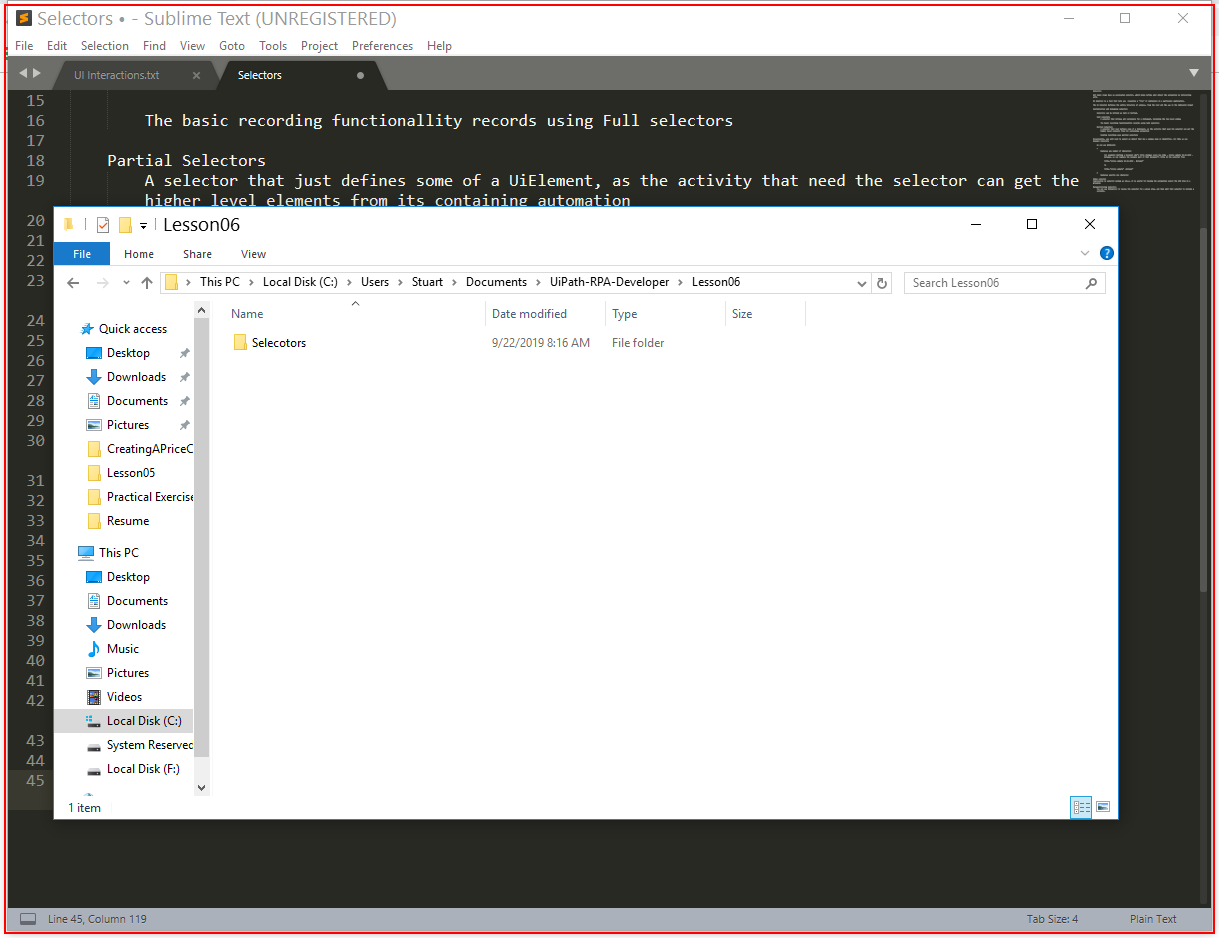 Selectors • - Sublime Text (UNREGISTERED)
File Edit Selection Find View Goto Tools Project Preferences Help
UI Interactions.txt Selectors
15
16 The basic recording functionallity records using Full selectors
17
18 Partial Selectors
19 A selector that just defines some of a UiElement, as the activity that need the selector can get the
higher level elements from its containing automation
20
21
22
23
24
25
26
27
28
29
30
31
32
33
34
35
36
37
38
39
40
41
42
43
44
45
Lesson06
File Home Share View
This PC Local Disk (C:) Users Stuart Documents UiPath-RPA-Developer Lesson06
Search Lesson06
Name Date modified Type Size
Selecotors 9/22/2019 8:16 AM File folder
Quick access
Desktop
Downloads
Documents
Pictures
CreatingAPriceC
Lesson05
Practical Exercise
Resume
This PC
Desktop
Documents
Downloads
Music
Pictures
Videos
Local Disk (C:)
System Reserved
Local Disk (F:)
1 item
Line 45, Column 119 Tab Size: 4 Plain Text